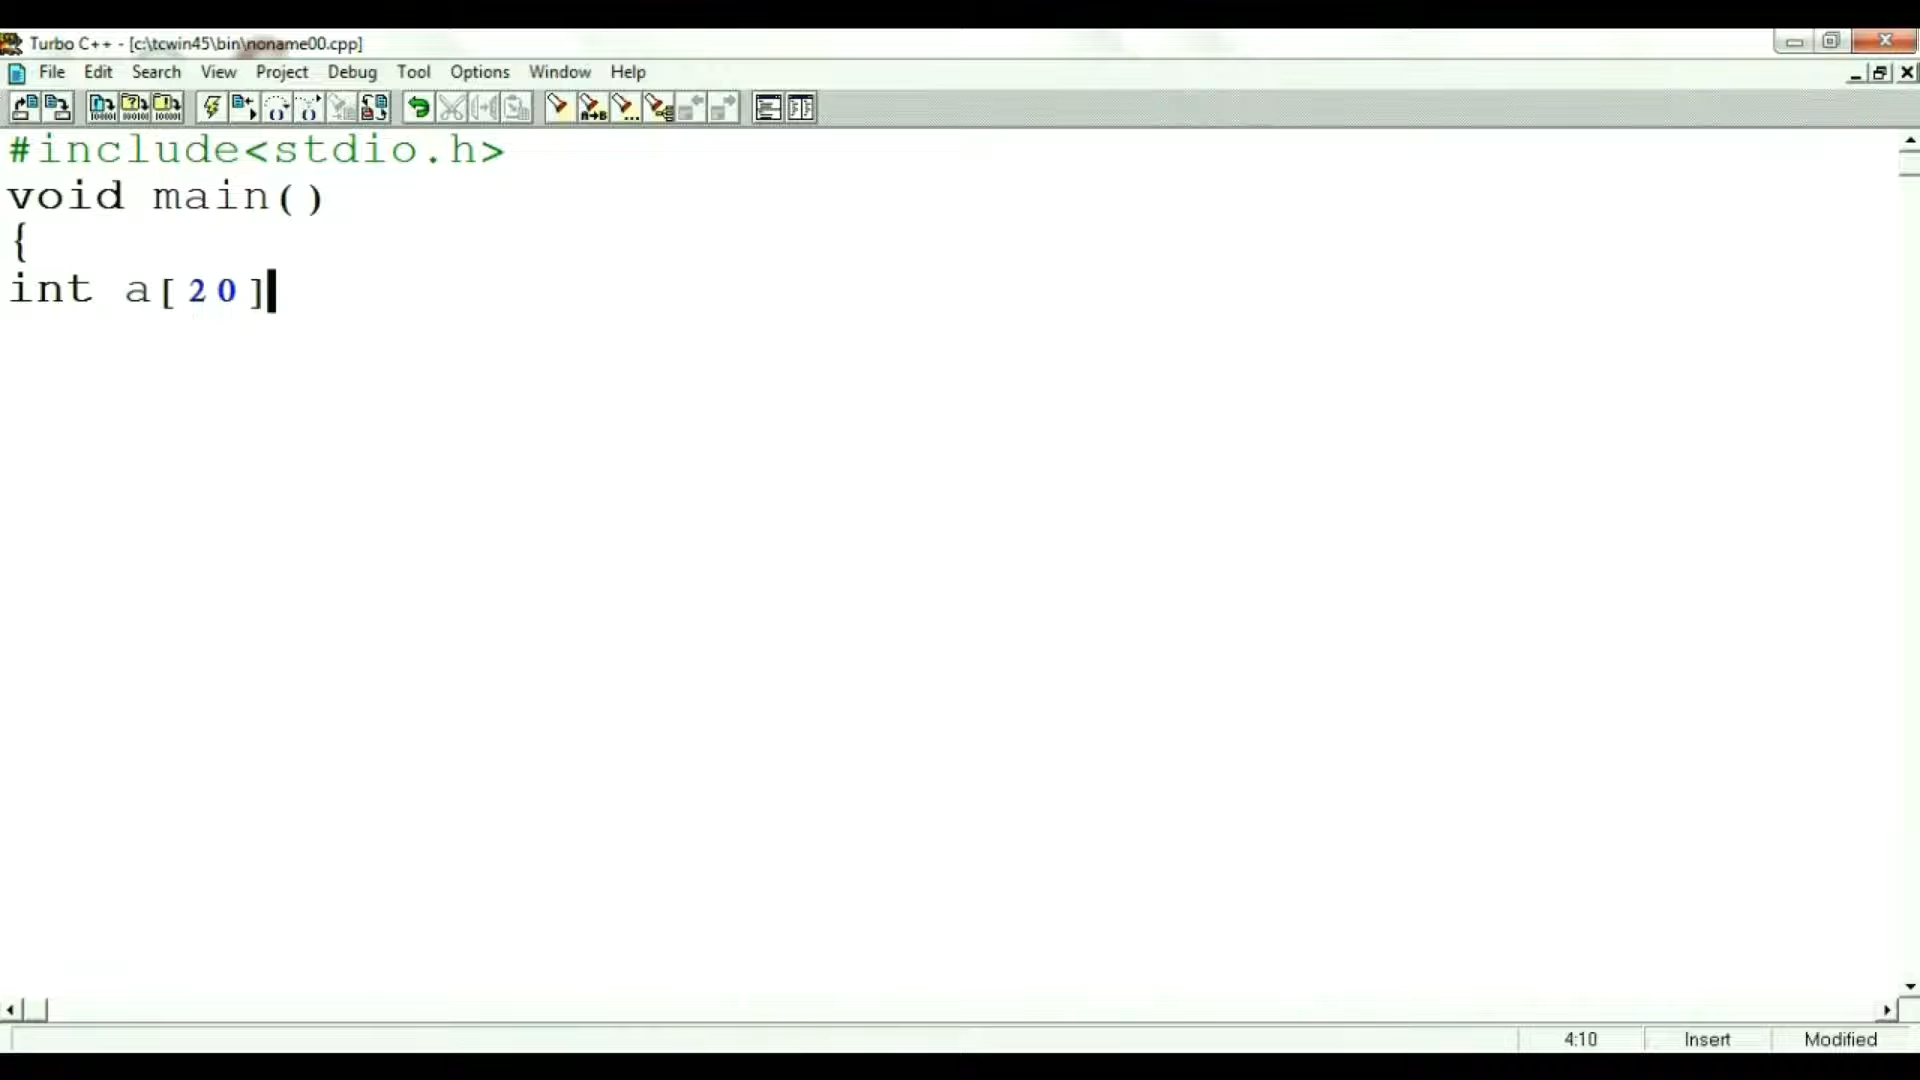 Turbo C++ - [c:\tcwin45\bin\noname00.cpp]
File Edit Search View Project Debug Tool Options Window Help
#include<stdio.h>
void main()
{
int a[20]
4:10 Insert Modified